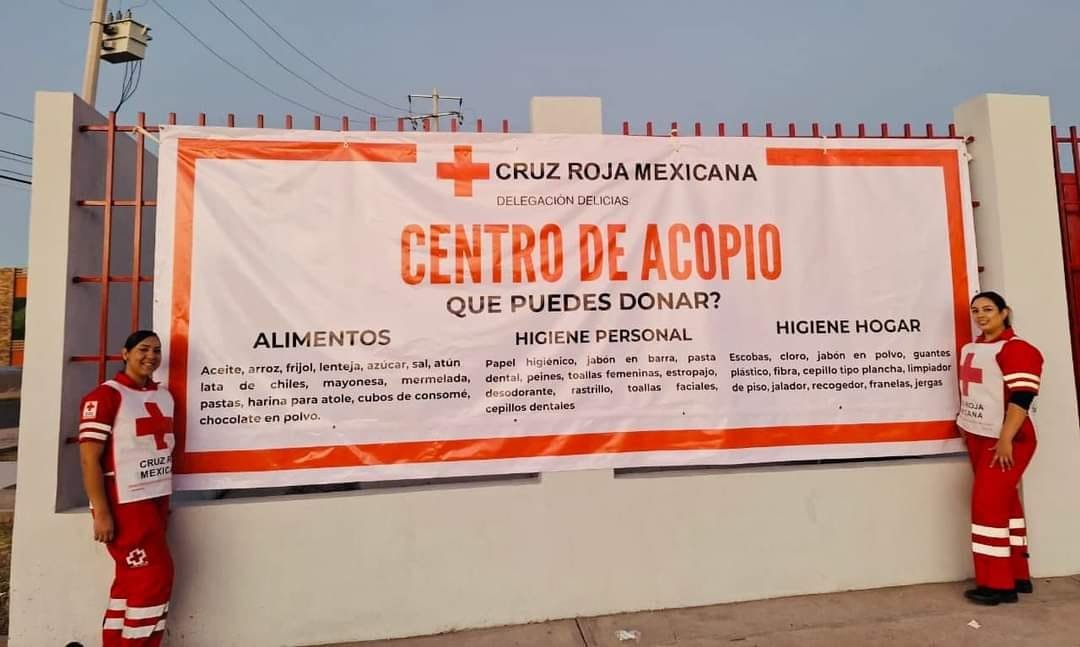 CRUZ ROJA MEXICANA
DELEGACIÓN DELICIAS
CENTRO DE ACOPIO
QUE PUEDES DONAR?
ALIMENTOS
Aceite, arroz, frijol, lenteja, azúcar, sal, atún
lata de chiles, mayonesa, mermelada,
pastas, harina para atole, cubos de consomé,
chocolate en polvo.
HIGIENE PERSONAL
Papel higiénico, jabón en barra, pasta
dental, peines, toallas femeninas, estropajo,
desodorante, rastrillo, toallas faciales,
cepillos dentales
HIGIENE HOGAR
Escobas, cloro, jabón en polvo, guantes
plástico, fibra, cepillo tipo plancha, limpiador
de piso, jalador, recogedor, franelas, jergas
CRUZ RO
MEXICA
ROJA
CANA